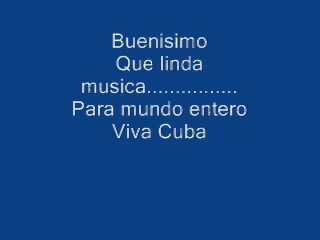 Buenisimo
Que linda
musica................
Para mundo entero
Viva Cuba